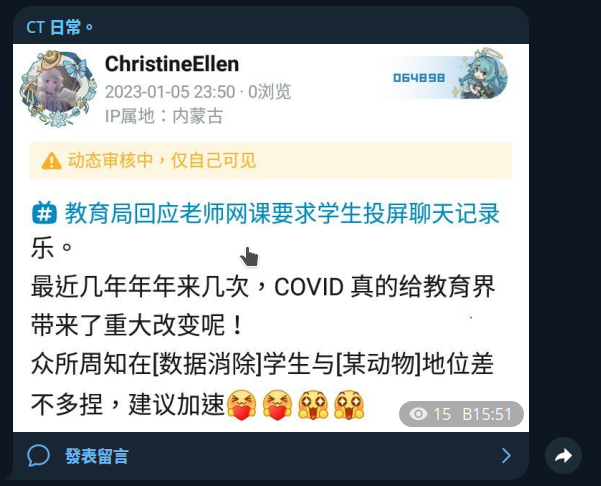 CT 日常。
ChristineEllen
2023-01-05 23:50 · 0浏览
064898
IP属地：内蒙古
动态审核中，仅自己可见
# 教育局回应老师网课要求学生投屏聊天记录
乐。
最近几年年年来几次，COVID 真的给教育界
带来了重大改变呢！
众所周知在[数据消除]学生与[某动物]地位差
不多捏，建议加速
15 B15:51
發表留言